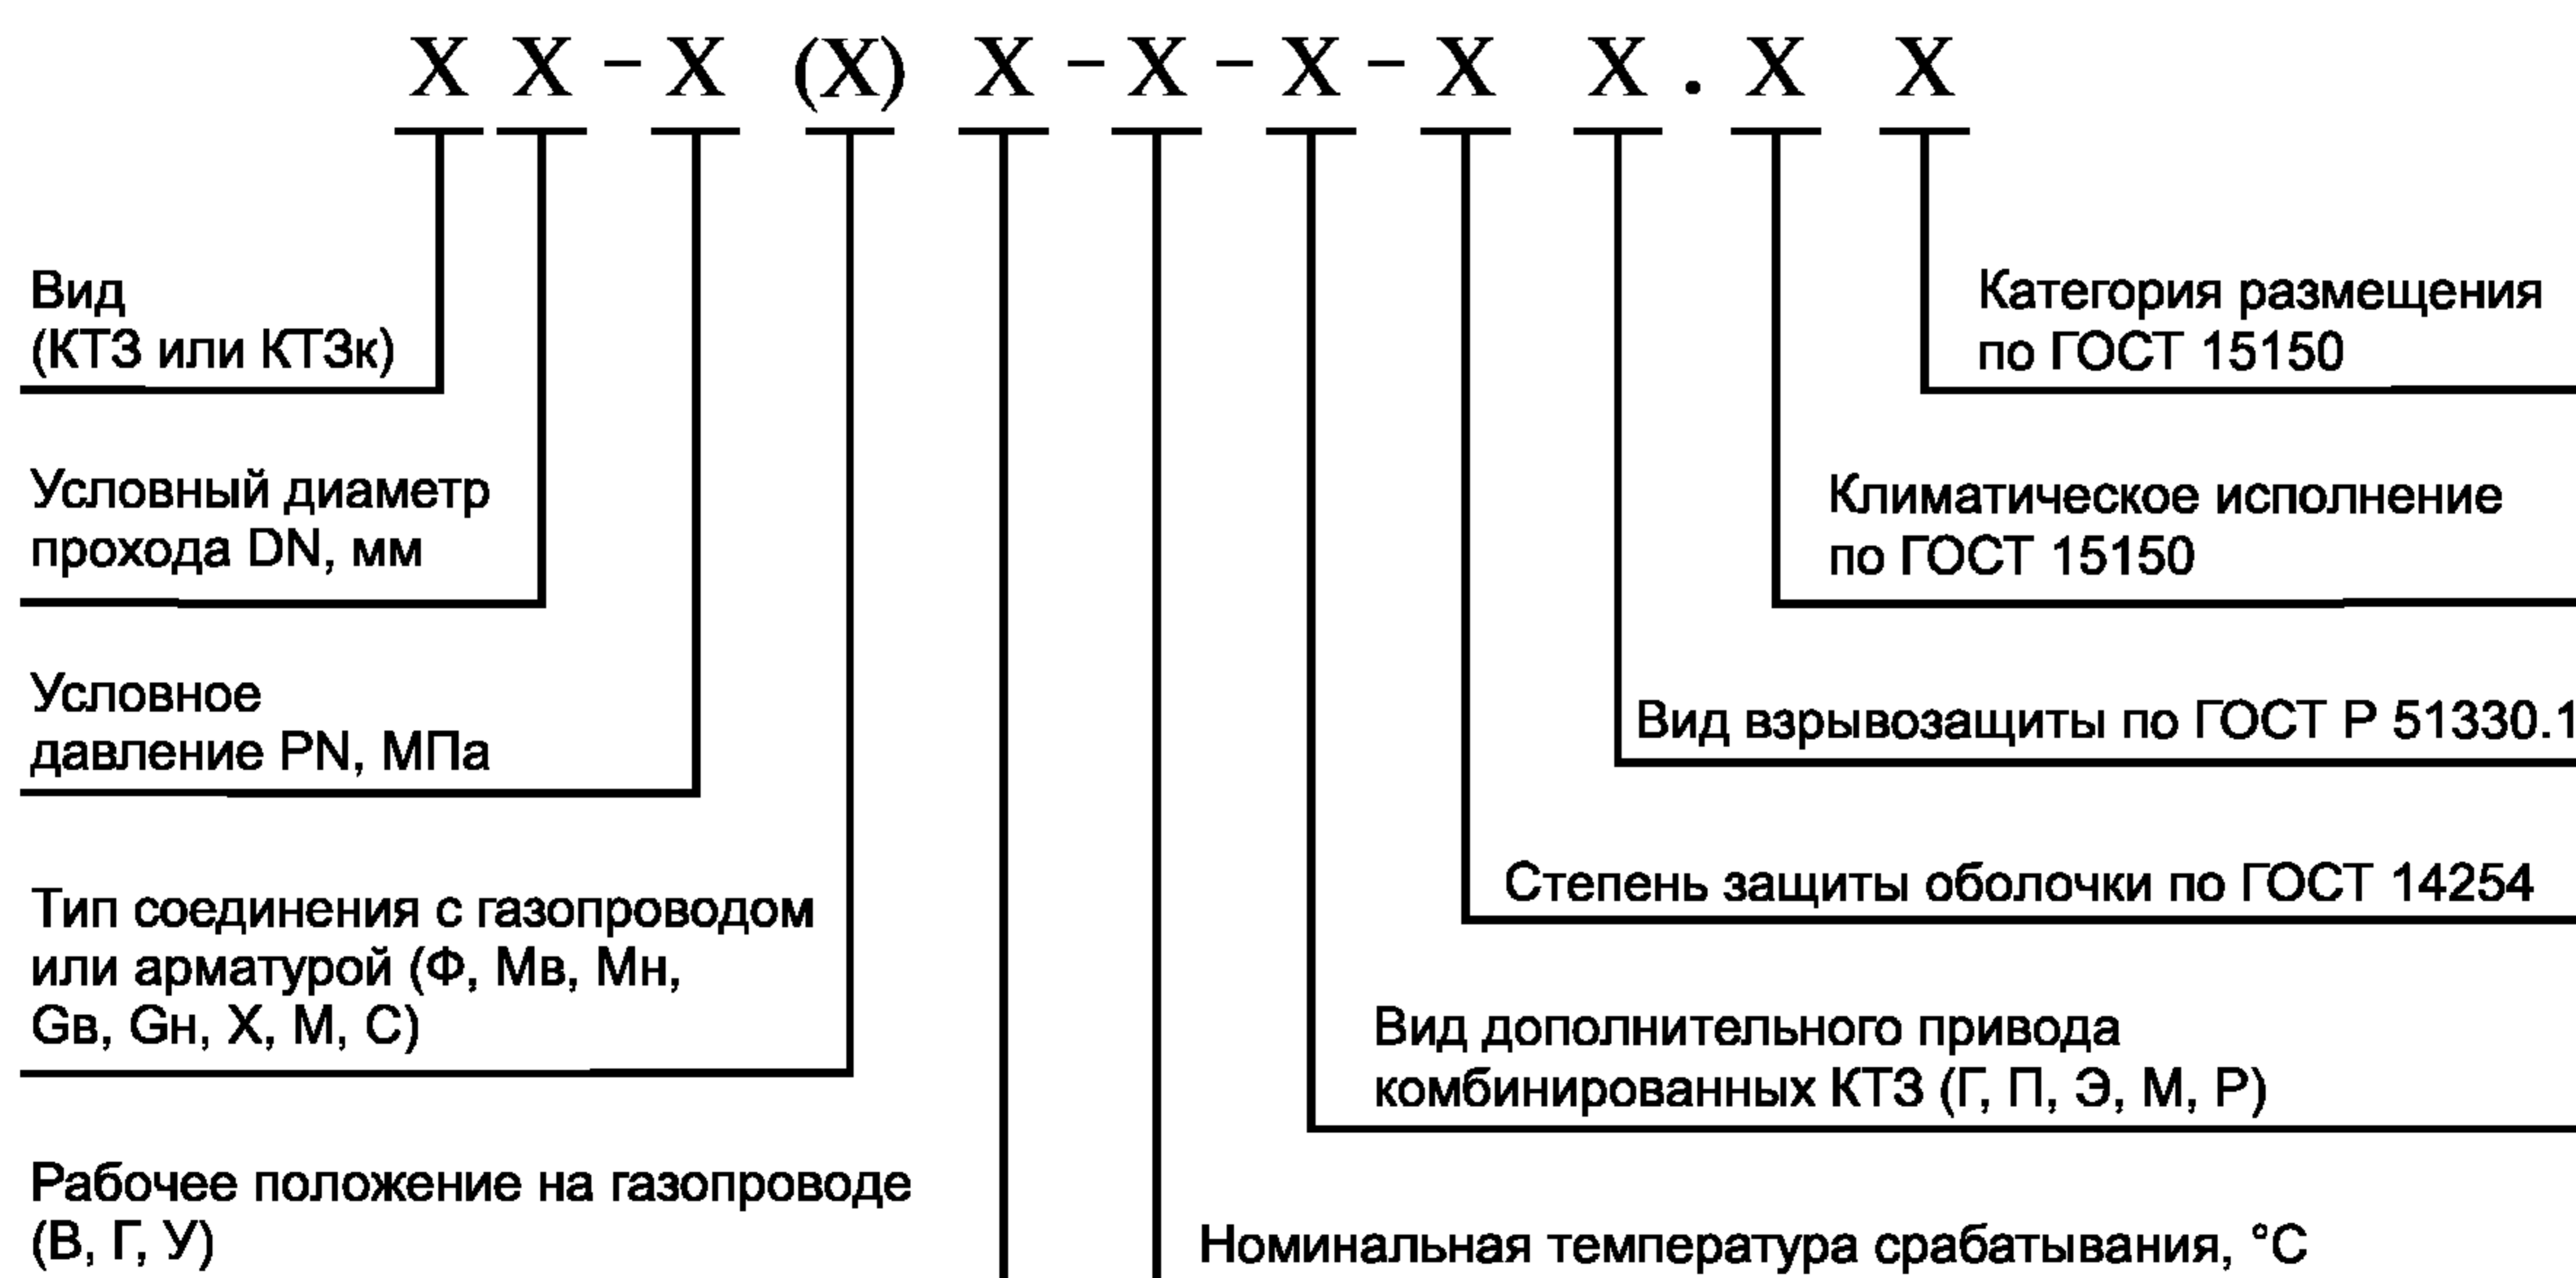 X X - X (X) X - X - X - X X . X X
Вид
(КТЗ или КТЗк)
Условный диаметр
прохода DN, мм
Условное
давление PN, МПа
Тип соединения с газопроводом
или арматурой (Ф, Мв, Мн,
Gв, Gн, Х, М, С)
Рабочее положение на газопроводе
(В, Г, У)
Категория размещения
по ГОСТ 15150
Климатическое исполнение
по ГОСТ 15150
Вид взрывозащиты по ГОСТ Р 51330.1
Степень защиты оболочки по ГОСТ 14254
Вид дополнительного привода
комбинированных КТЗ (Г, П, Э, М, Р)
Номинальная температура срабатывания, °С